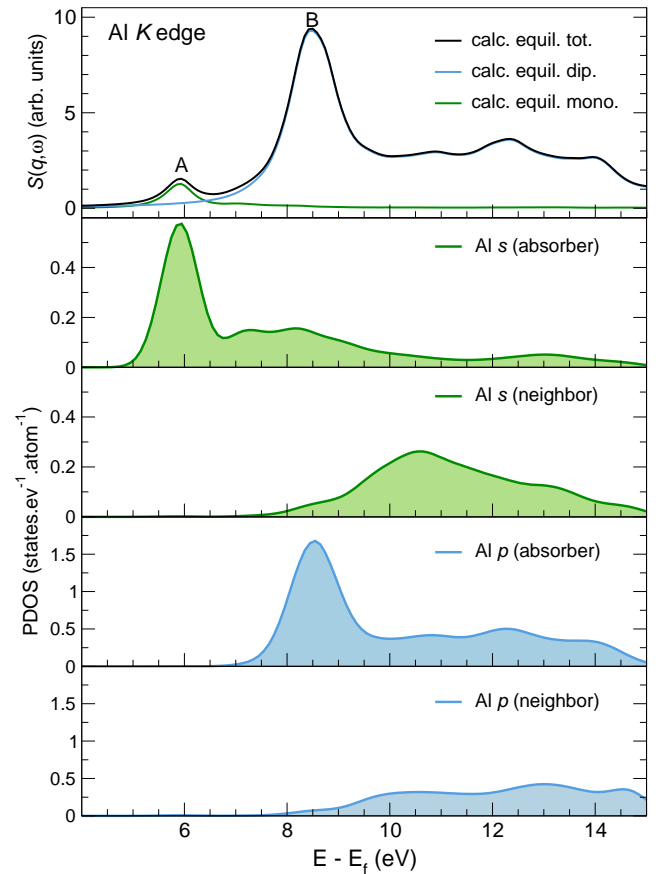 Al K edge
B
calc. equil. tot.
calc. equil. dip.
calc. equil. mono.
A
S(q,ω) (arb. units)
10
5
0
Al s (absorber)
0.4
0.2
0
Al s (neighbor)
0.4
0.2
0
PDOS (states.ev⁻¹.atom⁻¹)
Al p (absorber)
1.5
1
0.5
0
Al p (neighbor)
1.5
1
0.5
0
6 8 10 12 14
E - E_f (eV)